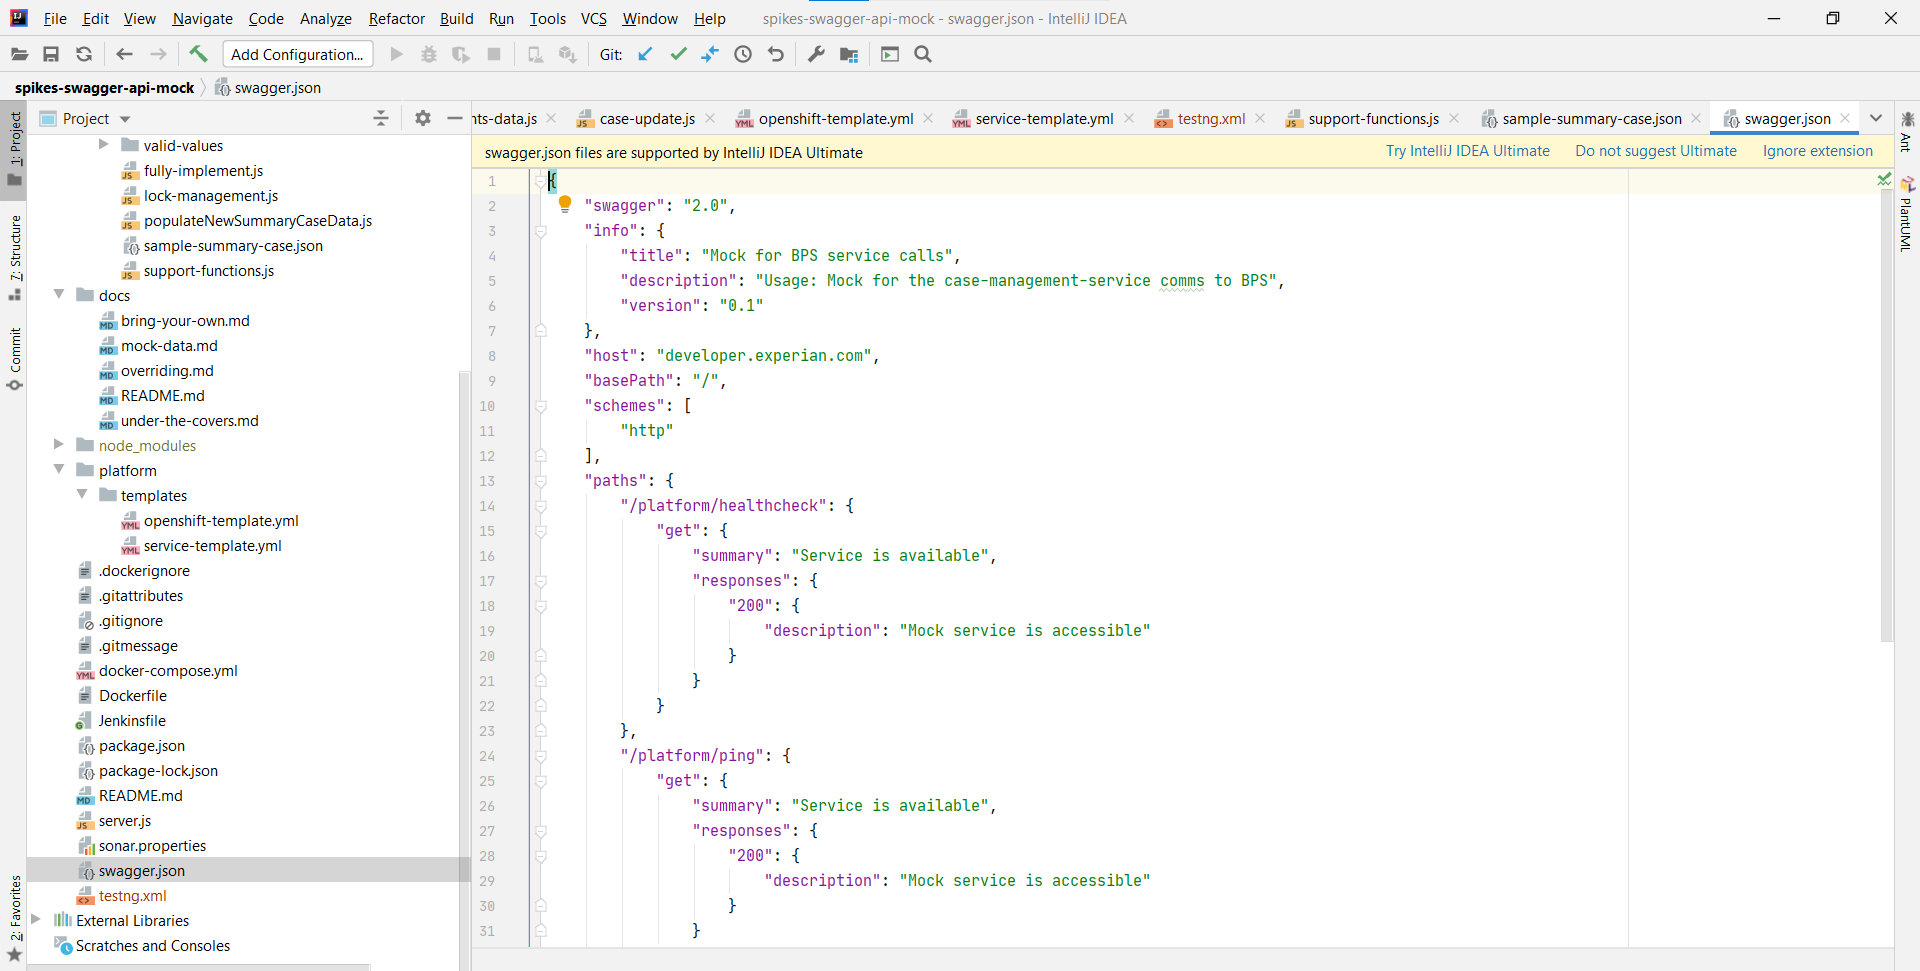 File Edit View Navigate Code Analyze Refactor Build Run Tools VCS Window Help spikes-swagger-api-mock - swagger.json - IntelliJ IDEA
Add Configuration... Git:
spikes-swagger-api-mock swagger.json
Project
nts-data.js case-update.js openshift-template.yml service-template.yml testng.xml support-functions.js sample-summary-case.json swagger.json
swagger.json files are supported by IntelliJ IDEA Ultimate Try IntelliJ IDEA Ultimate Do not suggest Ultimate Ignore extension
1: Project
7: Structure
Commit
2: Favorites
valid-values
fully-implement.js
lock-management.js
populateNewSummaryCaseData.js
sample-summary-case.json
support-functions.js
docs
bring-your-own.md
mock-data.md
overriding.md
README.md
under-the-covers.md
node_modules
platform
templates
openshift-template.yml
service-template.yml
.dockerignore
.gitattributes
.gitignore
.gitmessage
docker-compose.yml
Dockerfile
Jenkinsfile
package.json
package-lock.json
README.md
server.js
sonar.properties
swagger.json
testng.xml
External Libraries
Scratches and Consoles
1 {
2 "swagger": "2.0",
3 "info": {
4 "title": "Mock for BPS service calls",
5 "description": "Usage: Mock for the case-management-service comms to BPS",
6 "version": "0.1"
7 },
8 "host": "developer.experian.com",
9 "basePath": "/",
10 "schemes": [
11 "http"
12 ],
13 "paths": {
14 "/platform/healthcheck": {
15 "get": {
16 "summary": "Service is available",
17 "responses": {
18 "200": {
19 "description": "Mock service is accessible"
20 }
21 }
22 }
23 },
24 "/platform/ping": {
25 "get": {
26 "summary": "Service is available",
27 "responses": {
28 "200": {
29 "description": "Mock service is accessible"
30 }
31 }
Ant
PlantUML